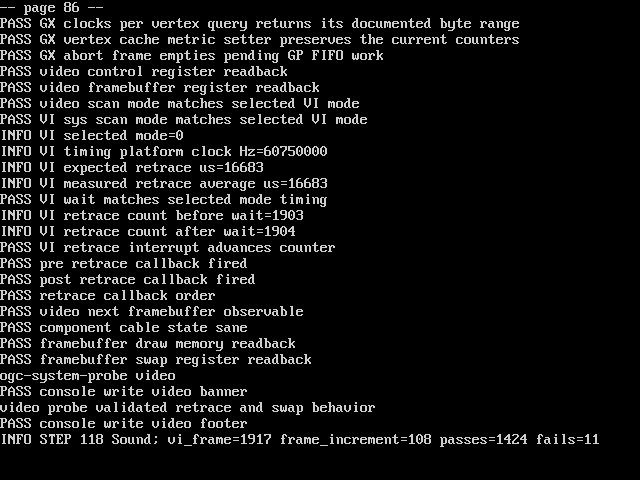 -- page 86 --
PASS GX clocks per vertex query returns its documented byte range
PASS GX vertex cache metric setter preserves the current counters
PASS GX abort frame empties pending GP FIFO work
PASS video control register readback
PASS video framebuffer register readback
PASS video scan mode matches selected VI mode
PASS VI sys scan mode matches selected VI mode
INFO VI selected mode=0
INFO VI timing platform clock Hz=60750000
INFO VI expected retrace us=16683
INFO VI measured retrace average us=16683
PASS VI wait matches selected mode timing
INFO VI retrace count before wait=1903
INFO VI retrace count after wait=1904
PASS VI retrace interrupt advances counter
PASS pre retrace callback fired
PASS post retrace callback fired
PASS retrace callback order
PASS video next framebuffer observable
PASS component cable state sane
PASS framebuffer draw memory readback
PASS framebuffer swap register readback
ogc-system-probe video
PASS console write video banner
video probe validated retrace and swap behavior
PASS console write video footer
INFO STEP 118 Sound; vi_frame=1917 frame_increment=108 passes=1424 fails=11